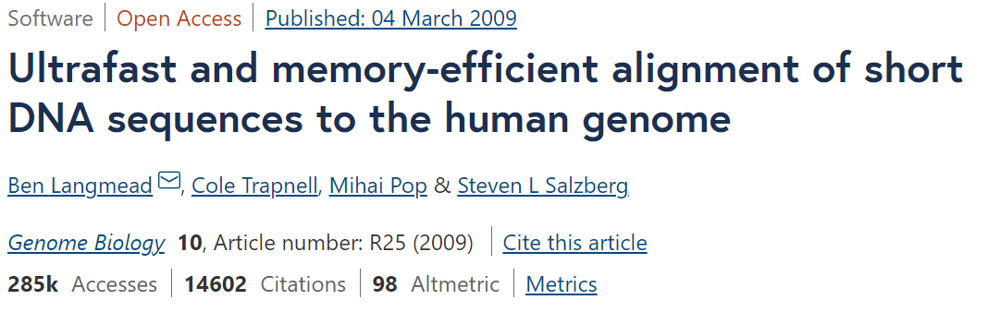 Software Open Access Published: 04 March 2009
Ultrafast and memory-efficient alignment of short
DNA sequences to the human genome
Ben Langmead, Cole Trapnell, Mihai Pop & Steven L Salzberg
Genome Biology 10, Article number: R25 (2009) Cite this article
285k Accesses 14602 Citations 98 Altmetric Metrics